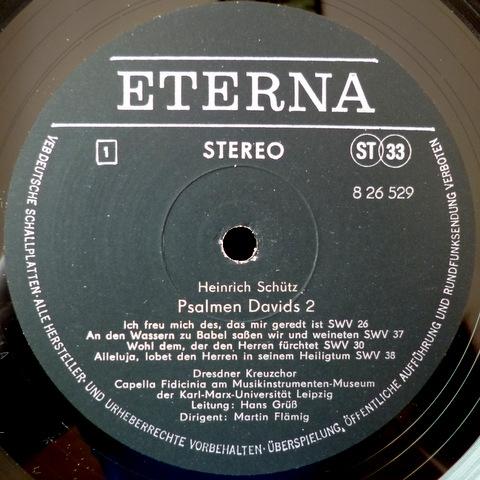 ETERNA
1
STEREO
ST 33
8 26 529
Heinrich Schütz
Psalmen Davids 2
Ich freu mich des, das mir geredt ist SWV 26
An den Wassern zu Babel saßen wir und weineten SWV 37
Wohl dem, der den Herren fürchtet SWV 30
Alleluja, lobet den Herren in seinem Heiligtum SWV 38
Dresdner Kreuzchor
Capella Fidicinia am Musikinstrumenten-Museum
der Karl-Marx-Universität Leipzig
Leitung: Hans Grüß
Dirigent: Martin Flämig
VEB DEUTSCHE SCHALLPLATTEN · ALLE HERSTELLER- UND URHEBERRECHTE VORBEHALTEN · ÜBERSPIELUNG, ÖFFENTLICHE AUFFÜHRUNG UND RUNDFUNKSENDUNG VERBOTEN